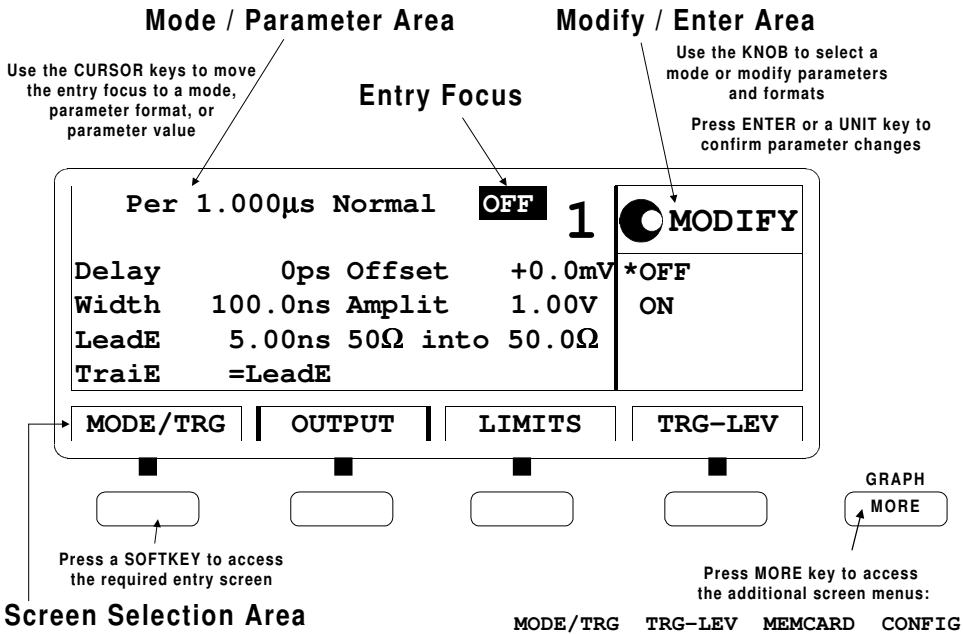 Mode / Parameter Area
Modify / Enter Area
Use the CURSOR keys to move
the entry focus to a mode,
parameter format, or
parameter value
Entry Focus
Use the KNOB to select a
mode or modify parameters
and formats
Press ENTER or a UNIT key to
confirm parameter changes
Per 1.000µs Normal OFF 1 MODIFY
Delay 0ps Offset +0.0mV *OFF
Width 100.0ns Amplit 1.00V ON
LeadE 5.00ns 50Ω into 50.0Ω
TraiE =LeadE
MODE/TRG OUTPUT LIMITS TRG-LEV
GRAPH
MORE
Press a SOFTKEY to access
the required entry screen
Press MORE key to access
the additional screen menus:
Screen Selection Area
MODE/TRG TRG-LEV MEMCARD CONFIG